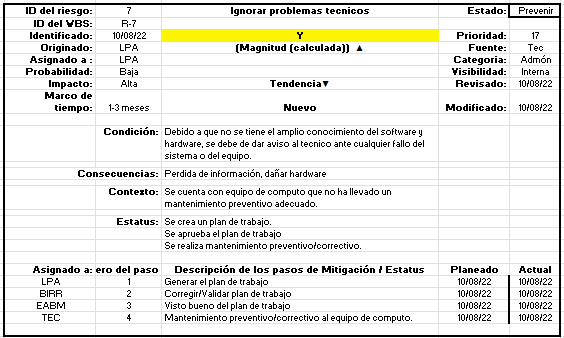 ID del riesgo: 7 Ignorar problemas tecnicos Estado: Prevenir
ID del WBS: R-7
Identificado: 10/08/22 Y Prioridad: 17
Originado: LPA (Magnitud (calculada)) ▲ Fuente: Tec
Asignado a : LPA Categoria: Admón
Probabilidad: Baja Visibilidad: Interna
Impacto: Alta Tendencia▼ Revisado: 10/08/22
Marco de
tiempo: 1-3 meses Nuevo Modificado: 10/08/22
Condición: Debido a que no se tiene el amplio conocimiento del software y
hardware, se debe de dar aviso al tecnico ante cualquier fallo del
sistema o del equipo.
Consecuencias: Perdida de información, dañar hardware
Contexto: Se cuenta con equipo de computo que no ha llevado un
mantenimiento preventivo adecuado.
Estatus: Se crea un plan de trabajo.
Se aprueba el plan de trabajo
Se realiza mantenimiento preventivo/correctivo.
Asignado a: ero del paso Descripción de los pasos de Mitigación / Estatus Planeado Actual
LPA 1 Generar el plan de trabajo 10/08/22 10/08/22
BIRR 2 Corregir/Validar plan de trabajo 10/08/22 10/08/22
EABM 3 Visto bueno del plan de trabajo 10/08/22 10/08/22
TEC 4 Mantenimiento preventivo/correctivo al equipo de computo. 10/08/22 10/08/22